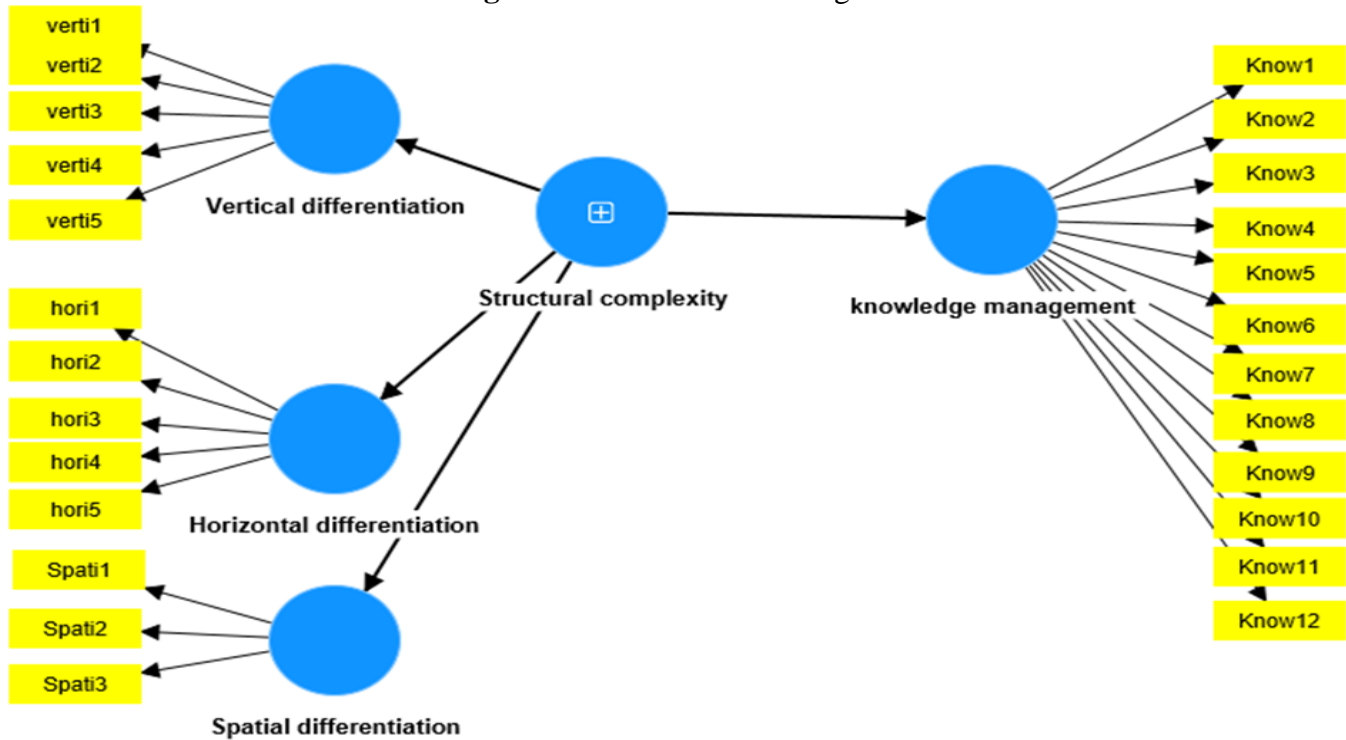 verti1
verti2
verti3
verti4
verti5
Vertical differentiation
hori1
hori2
hori3
hori4
hori5
Horizontal differentiation
Spati1
Spati2
Spati3
Spatial differentiation
Structural complexity
knowledge management
Know1
Know2
Know3
Know4
Know5
Know6
Know7
Know8
Know9
Know10
Know11
Know12